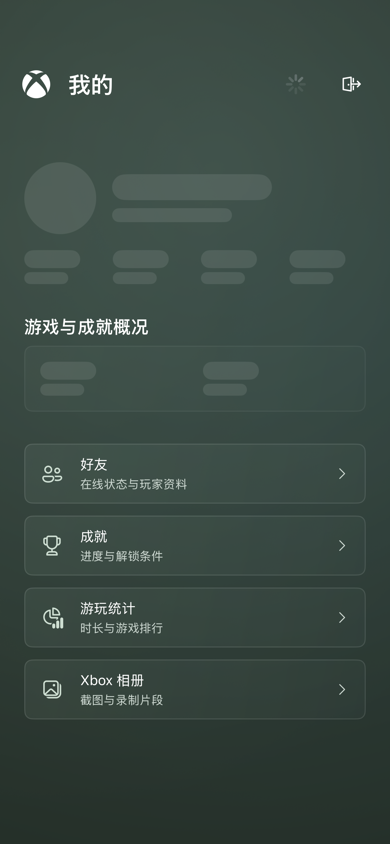 我的
游戏与成就概况
好友
在线状态与玩家资料
成就
进度与解锁条件
游玩统计
时长与游戏排行
Xbox 相册
截图与录制片段